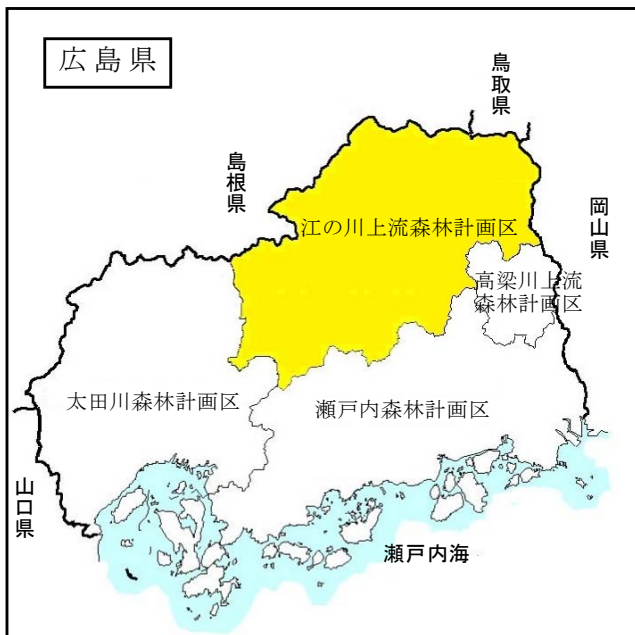 広島県
鳥取県
島根県
岡山県
江の川上流森林計画区
高梁川上流
森林計画区
太田川森林計画区
瀬戸内森林計画区
山口県
瀬戸内海